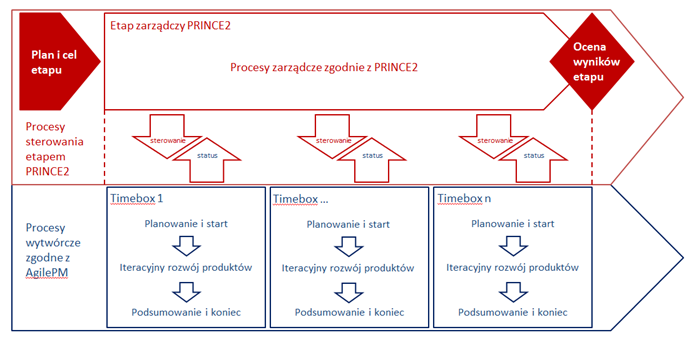 Plan i cel
etapu
Etap zarządczy PRINCE2
Procesy zarządcze zgodnie z PRINCE2
Ocena
wyników
etapu
Procesy
sterowania
etapem
PRINCE2
sterowanie
status
sterowanie
status
sterowanie
status
Procesy
wytwórcze
zgodne z
AgilePM
Timebox 1
Planowanie i start
Iteracyjny rozwój produktów
Podsumowanie i koniec
Timebox ...
Planowanie i start
Iteracyjny rozwój produktów
Podsumowanie i koniec
Timebox n
Planowanie i start
Iteracyjny rozwój produktów
Podsumowanie i koniec